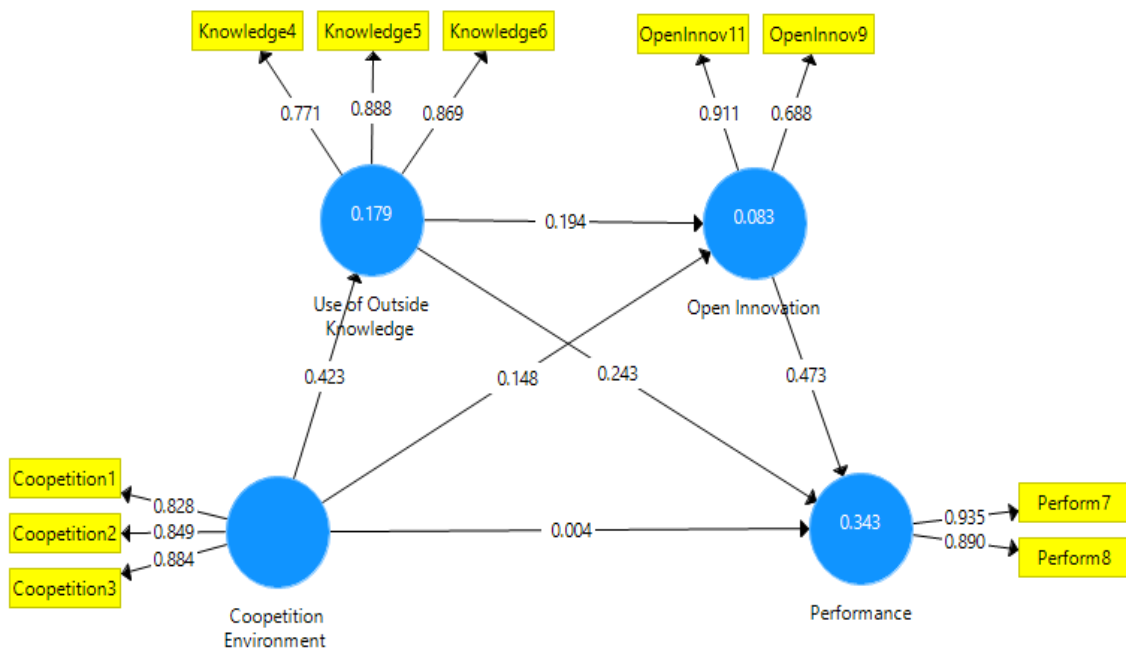 Knowledge4
Knowledge5
Knowledge6
OpenInnov11
OpenInnov9
0.771
0.888
0.869
0.911
0.688
0.179
0.194
0.083
Use of Outside
Knowledge
Open Innovation
0.423
0.148
0.243
0.473
Coopetition1
0.828
Coopetition2
0.849
Coopetition3
0.884
0.004
0.343
0.935
Perform7
0.890
Perform8
Coopetition
Environment
Performance